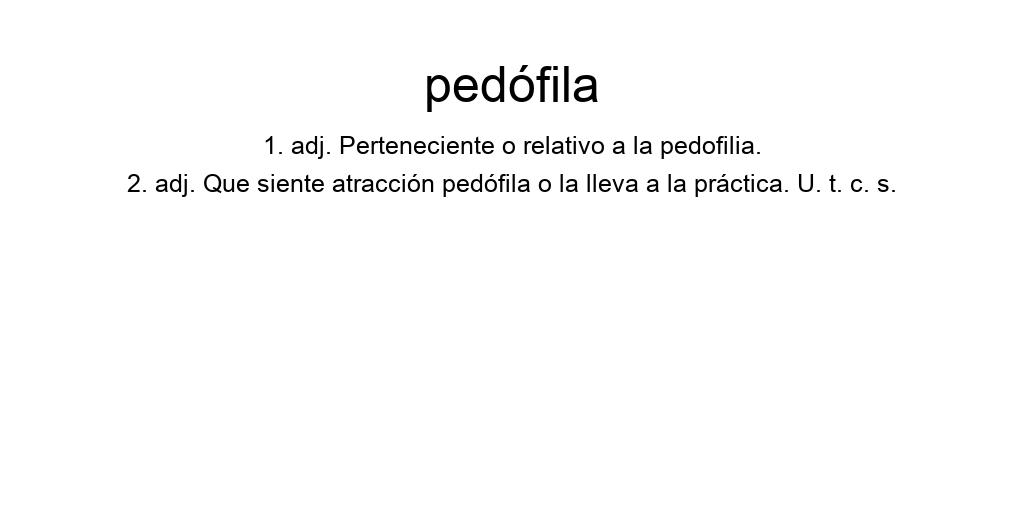 pedófila
1. adj. Perteneciente o relativo a la pedofilia.
2. adj. Que siente atracción pedófila o la lleva a la práctica. U. t. c. s.